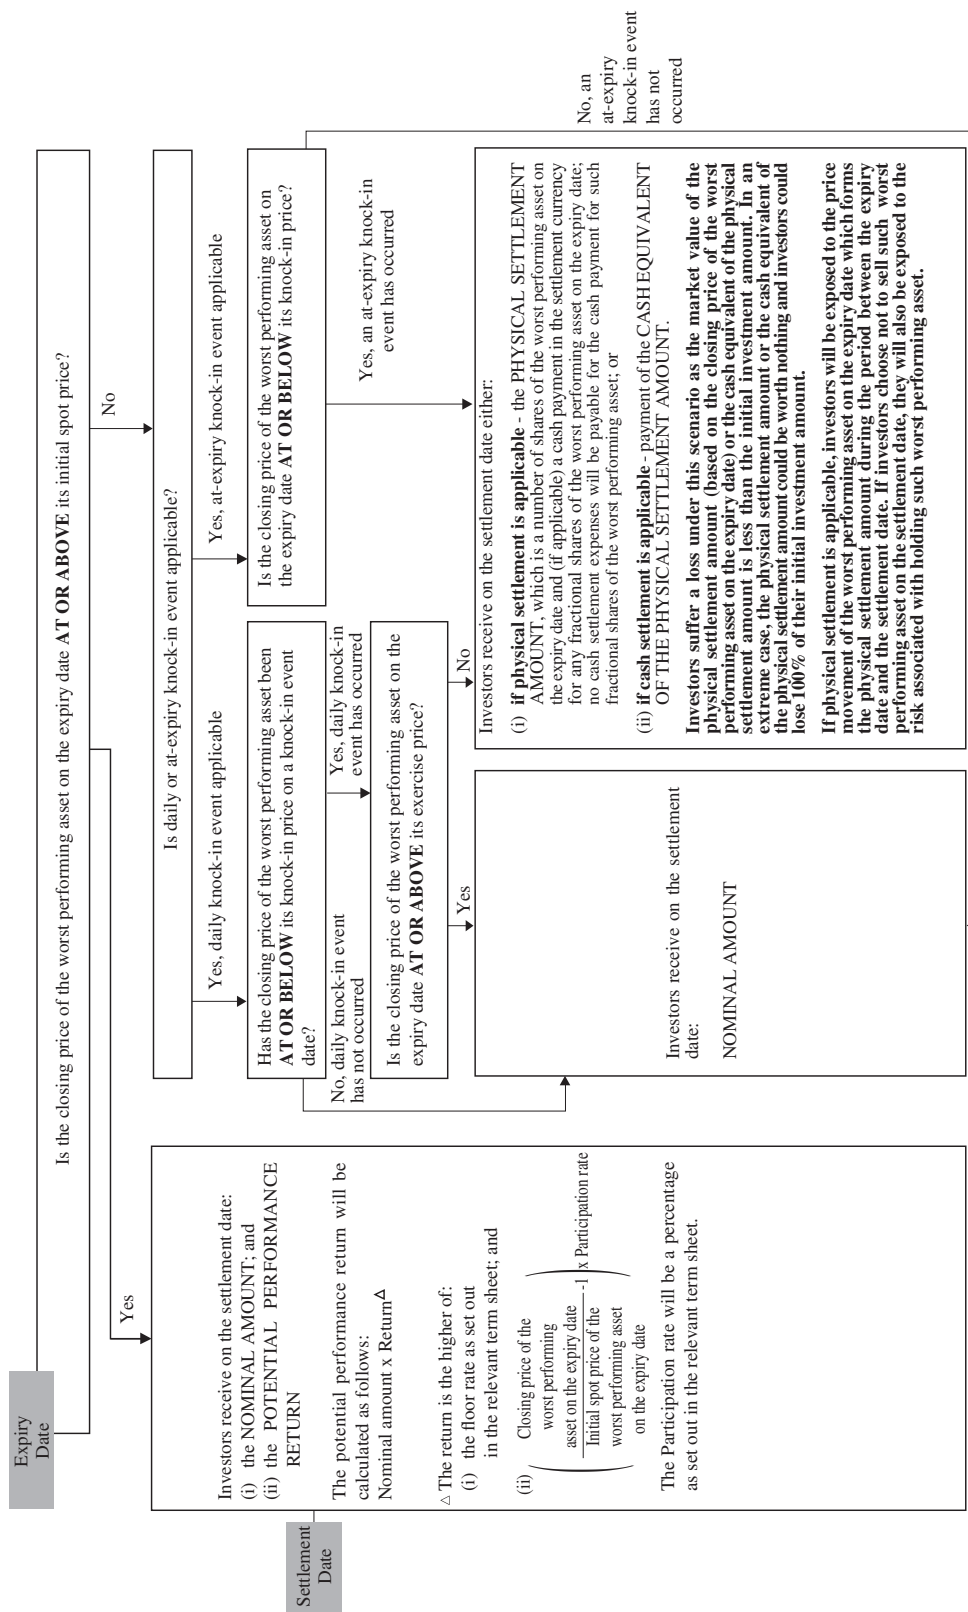 Expiry
Date
Is the closing price of the worst performing asset on the expiry date AT OR ABOVE its initial spot price?
Yes
No
Is daily or at-expiry knock-in event applicable?
Yes, daily knock-in event applicable
Yes, at-expiry knock-in event applicable
Has the closing price of the worst performing asset been
AT OR BELOW its knock-in price on a knock-in event
date?
Is the closing price of the worst performing asset on
the expiry date AT OR BELOW its knock-in price?
No, daily knock-in event
has not occurred
Yes, daily knock-in
event has occurred
Yes, an at-expiry knock-in
event has occurred
No, an
at-expiry
knock-in event
has not
occurred
Is the closing price of the worst performing asset on the
expiry date AT OR ABOVE its exercise price?
Yes
No
Settlement
Date
Investors receive on the settlement date:
(i) the NOMINAL AMOUNT; and
(ii) the POTENTIAL PERFORMANCE
RETURN
The potential performance return will be
calculated as follows:
Nominal amount x Return△
△ The return is the higher of:
(i) the floor rate as set out
in the relevant term sheet; and
(ii) ( Closing price of the
worst performing
asset on the expiry date
Initial spot price of the
worst performing asset
on the expiry date
-1 ) x Participation rate
The Participation rate will be a percentage
as set out in the relevant term sheet.
Investors receive on the settlement
date:
NOMINAL AMOUNT
Investors receive on the settlement date either:
(i) if physical settlement is applicable - the PHYSICAL SETTLEMENT
AMOUNT, which is a number of shares of the worst performing asset on
the expiry date and (if applicable) a cash payment in the settlement currency
for any fractional shares of the worst performing asset on the expiry date;
no cash settlement expenses will be payable for the cash payment for such
fractional shares of the worst performing asset; or
(ii) if cash settlement is applicable - payment of the CASH EQUIVALENT
OF THE PHYSICAL SETTLEMENT AMOUNT.
Investors suffer a loss under this scenario as the market value of the
physical settlement amount (based on the closing price of the worst
performing asset on the expiry date) or the cash equivalent of the physical
settlement amount is less than the initial investment amount. In an
extreme case, the physical settlement amount or the cash equivalent of
the physical settlement amount could be worth nothing and investors could
lose 100% of their initial investment amount.
If physical settlement is applicable, investors will be exposed to the price
movement of the worst performing asset on the expiry date which forms
the physical settlement amount during the period between the expiry
date and the settlement date. If investors choose not to sell such worst
performing asset on the settlement date, they will also be exposed to the
risk associated with holding such worst performing asset.